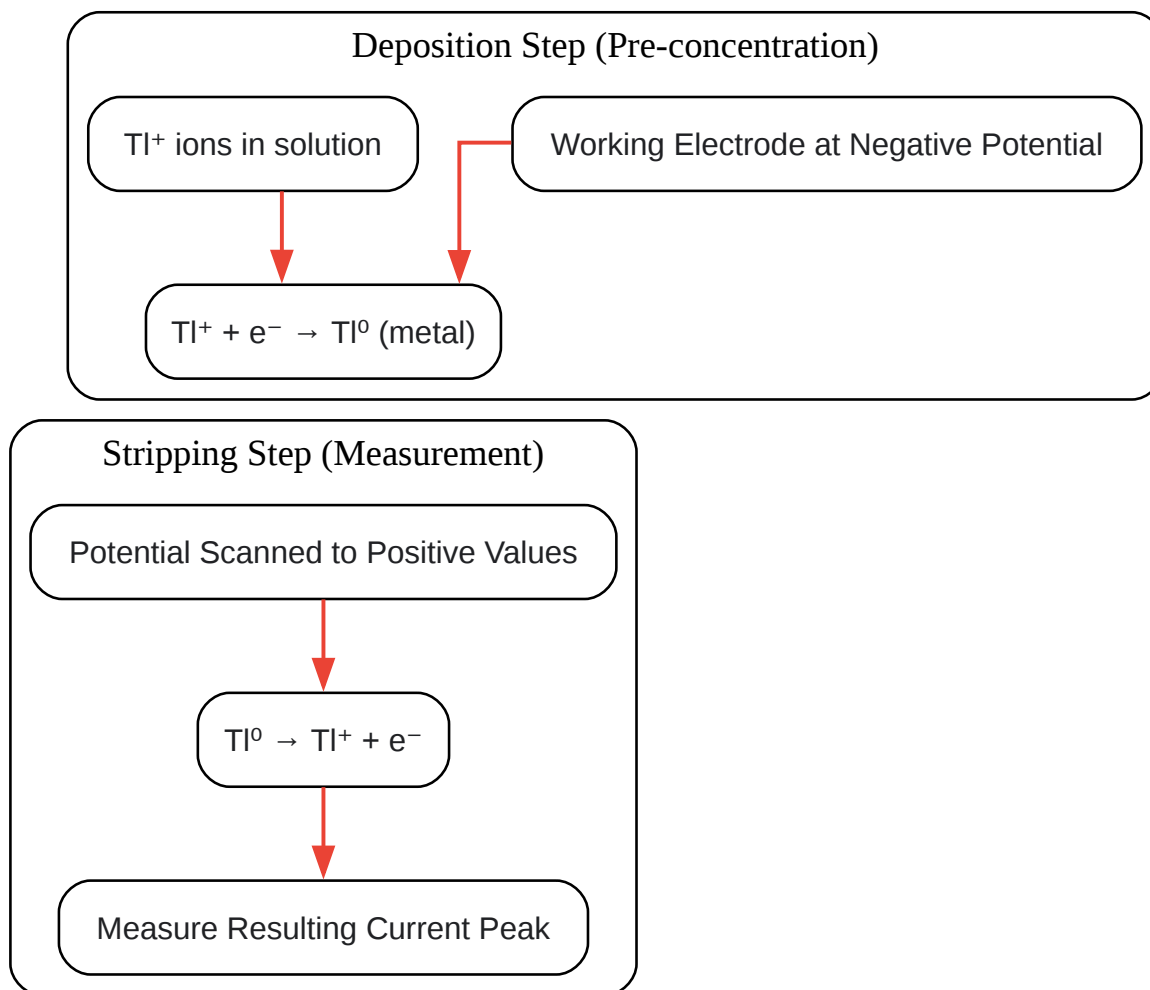 Deposition Step (Pre-concentration)
Tl⁺ ions in solution
Working Electrode at Negative Potential
Tl⁺ + e⁻ → Tl⁰ (metal)
Stripping Step (Measurement)
Potential Scanned to Positive Values
Tl⁰ → Tl⁺ + e⁻
Measure Resulting Current Peak